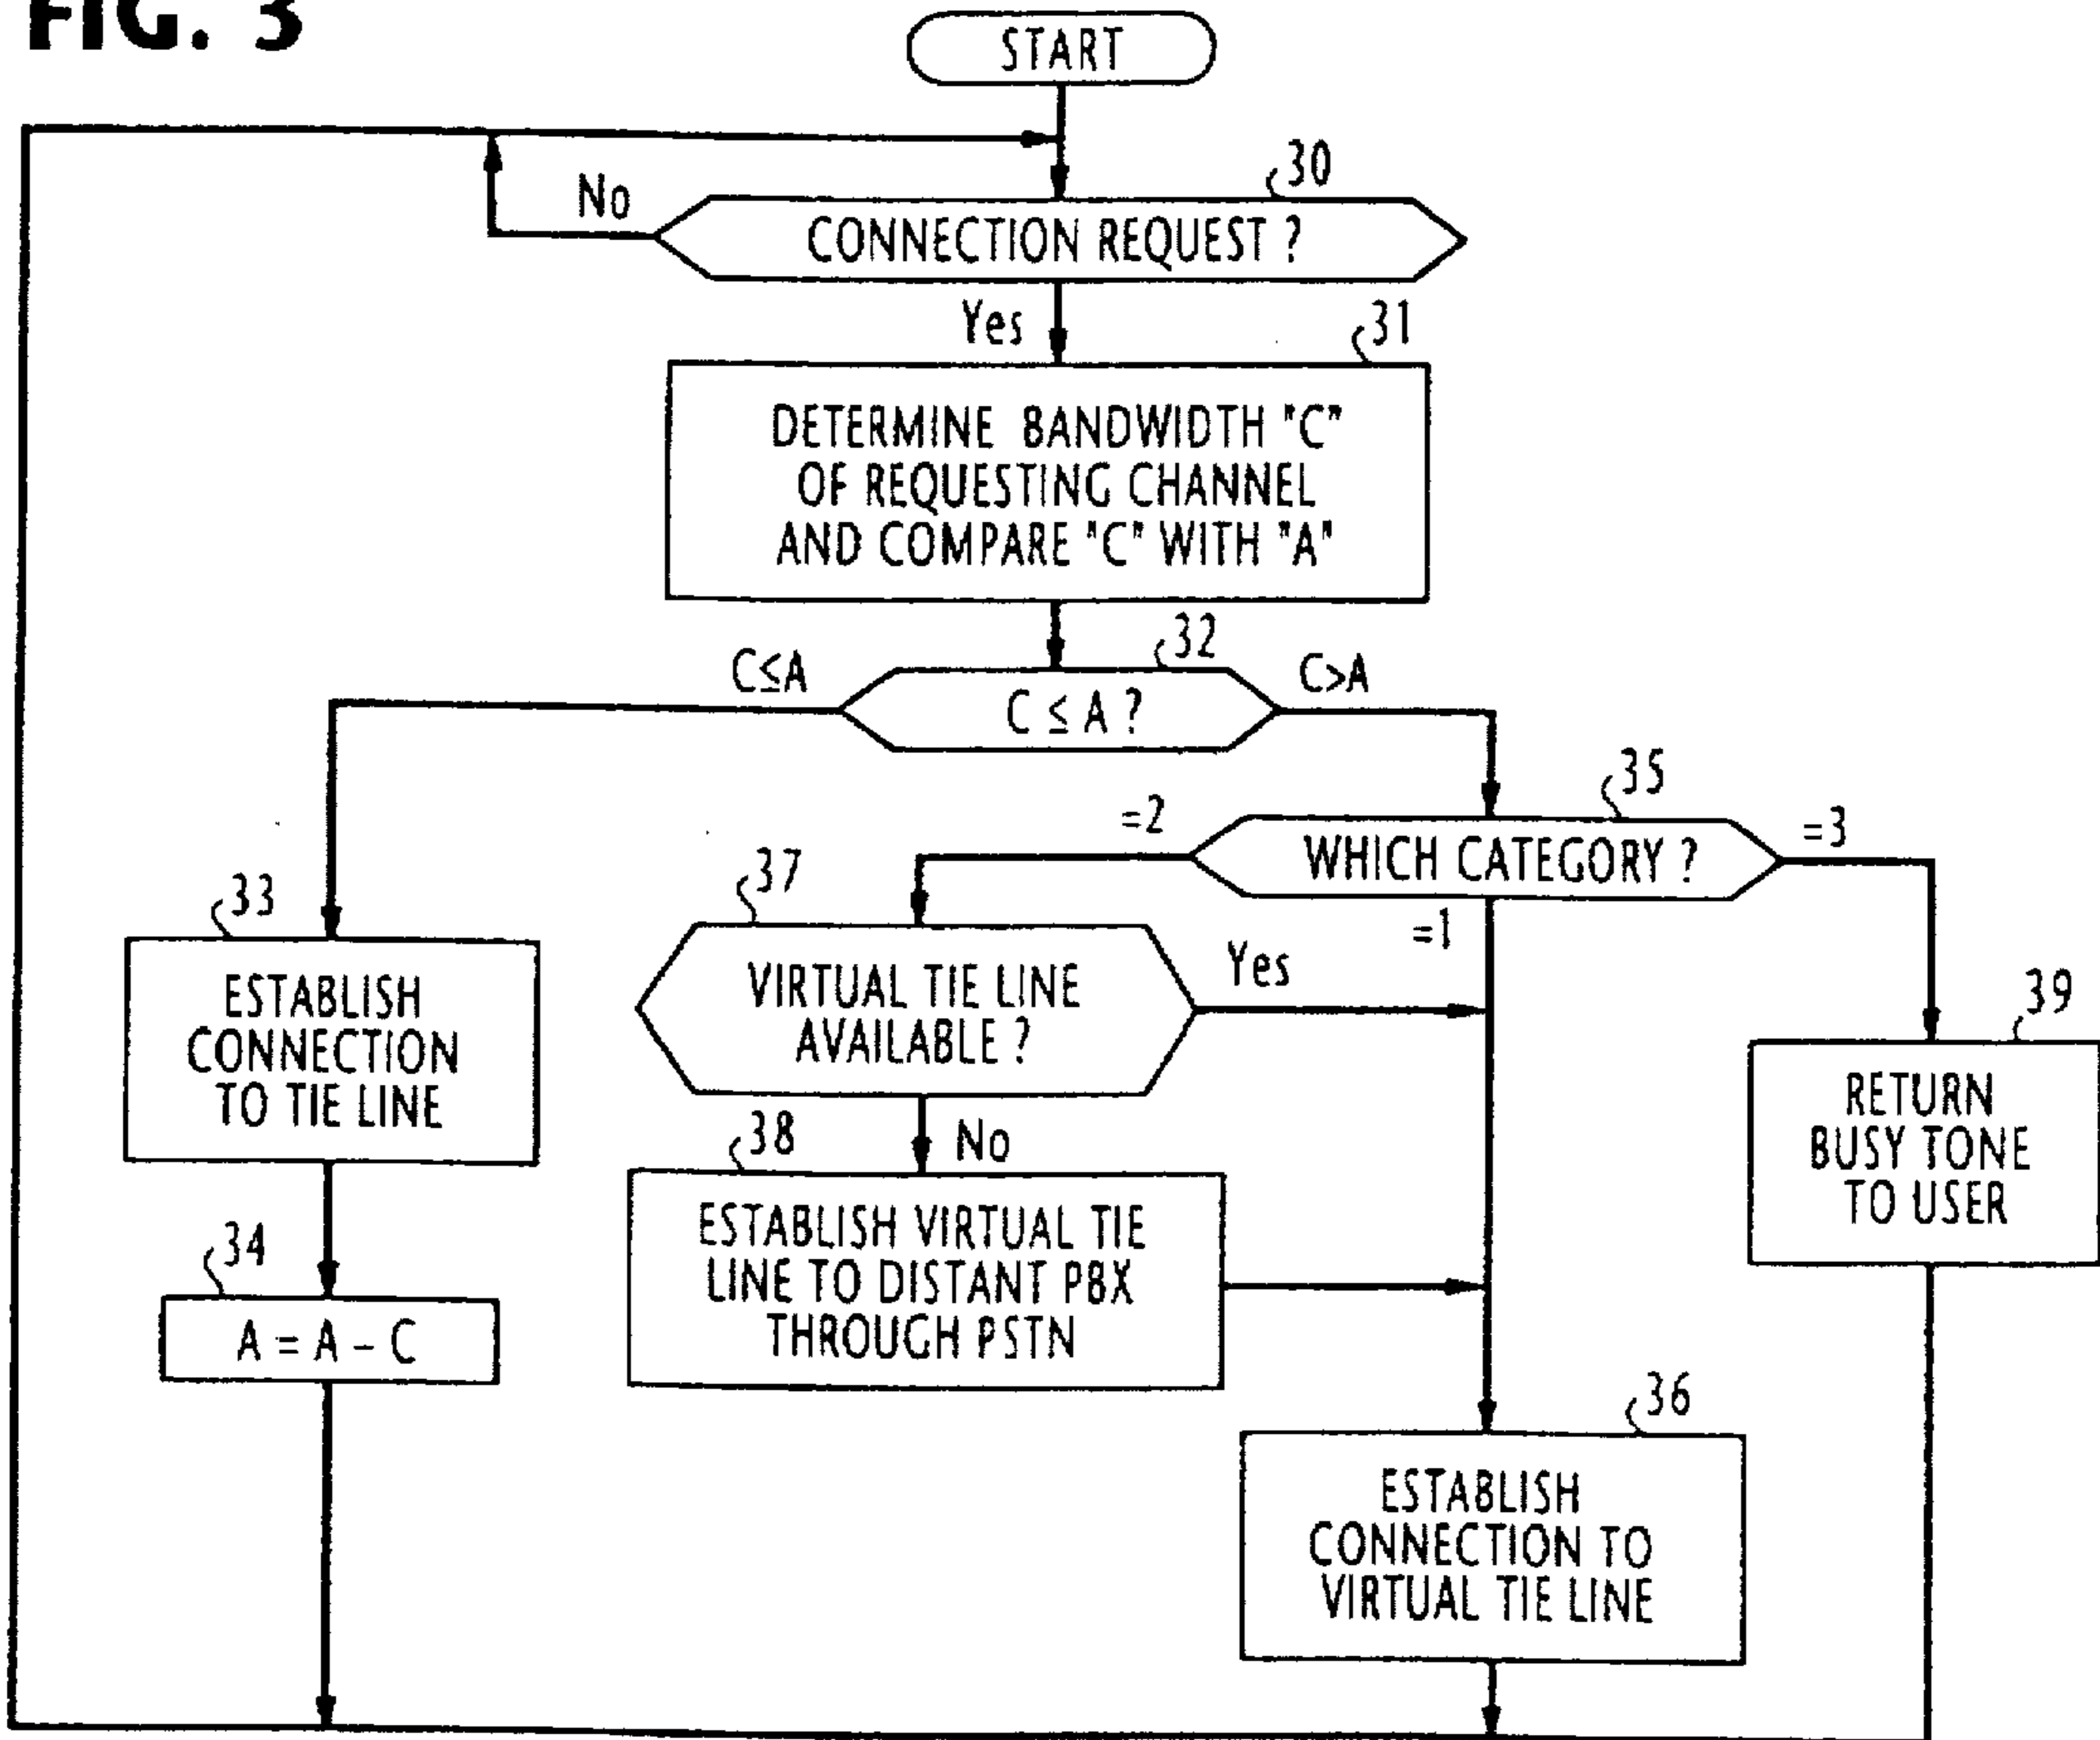 FIG. 3
START
30
No
CONNECTION REQUEST ?
Yes
31
DETERMINE BANDWIDTH "C"
OF REQUESTING CHANNEL
AND COMPARE "C" WITH "A"
32
C≤A
C>A
C ≤ A ?
35
=2
=3
WHICH CATEGORY ?
37
33
=1
VIRTUAL TIE LINE
AVAILABLE ?
Yes
39
ESTABLISH
CONNECTION
TO TIE LINE
RETURN
BUSY TONE
TO USER
38
No
34
ESTABLISH VIRTUAL TIE
LINE TO DISTANT PBX
THROUGH PSTN
A = A – C
36
ESTABLISH
CONNECTION TO
VIRTUAL TIE LINE